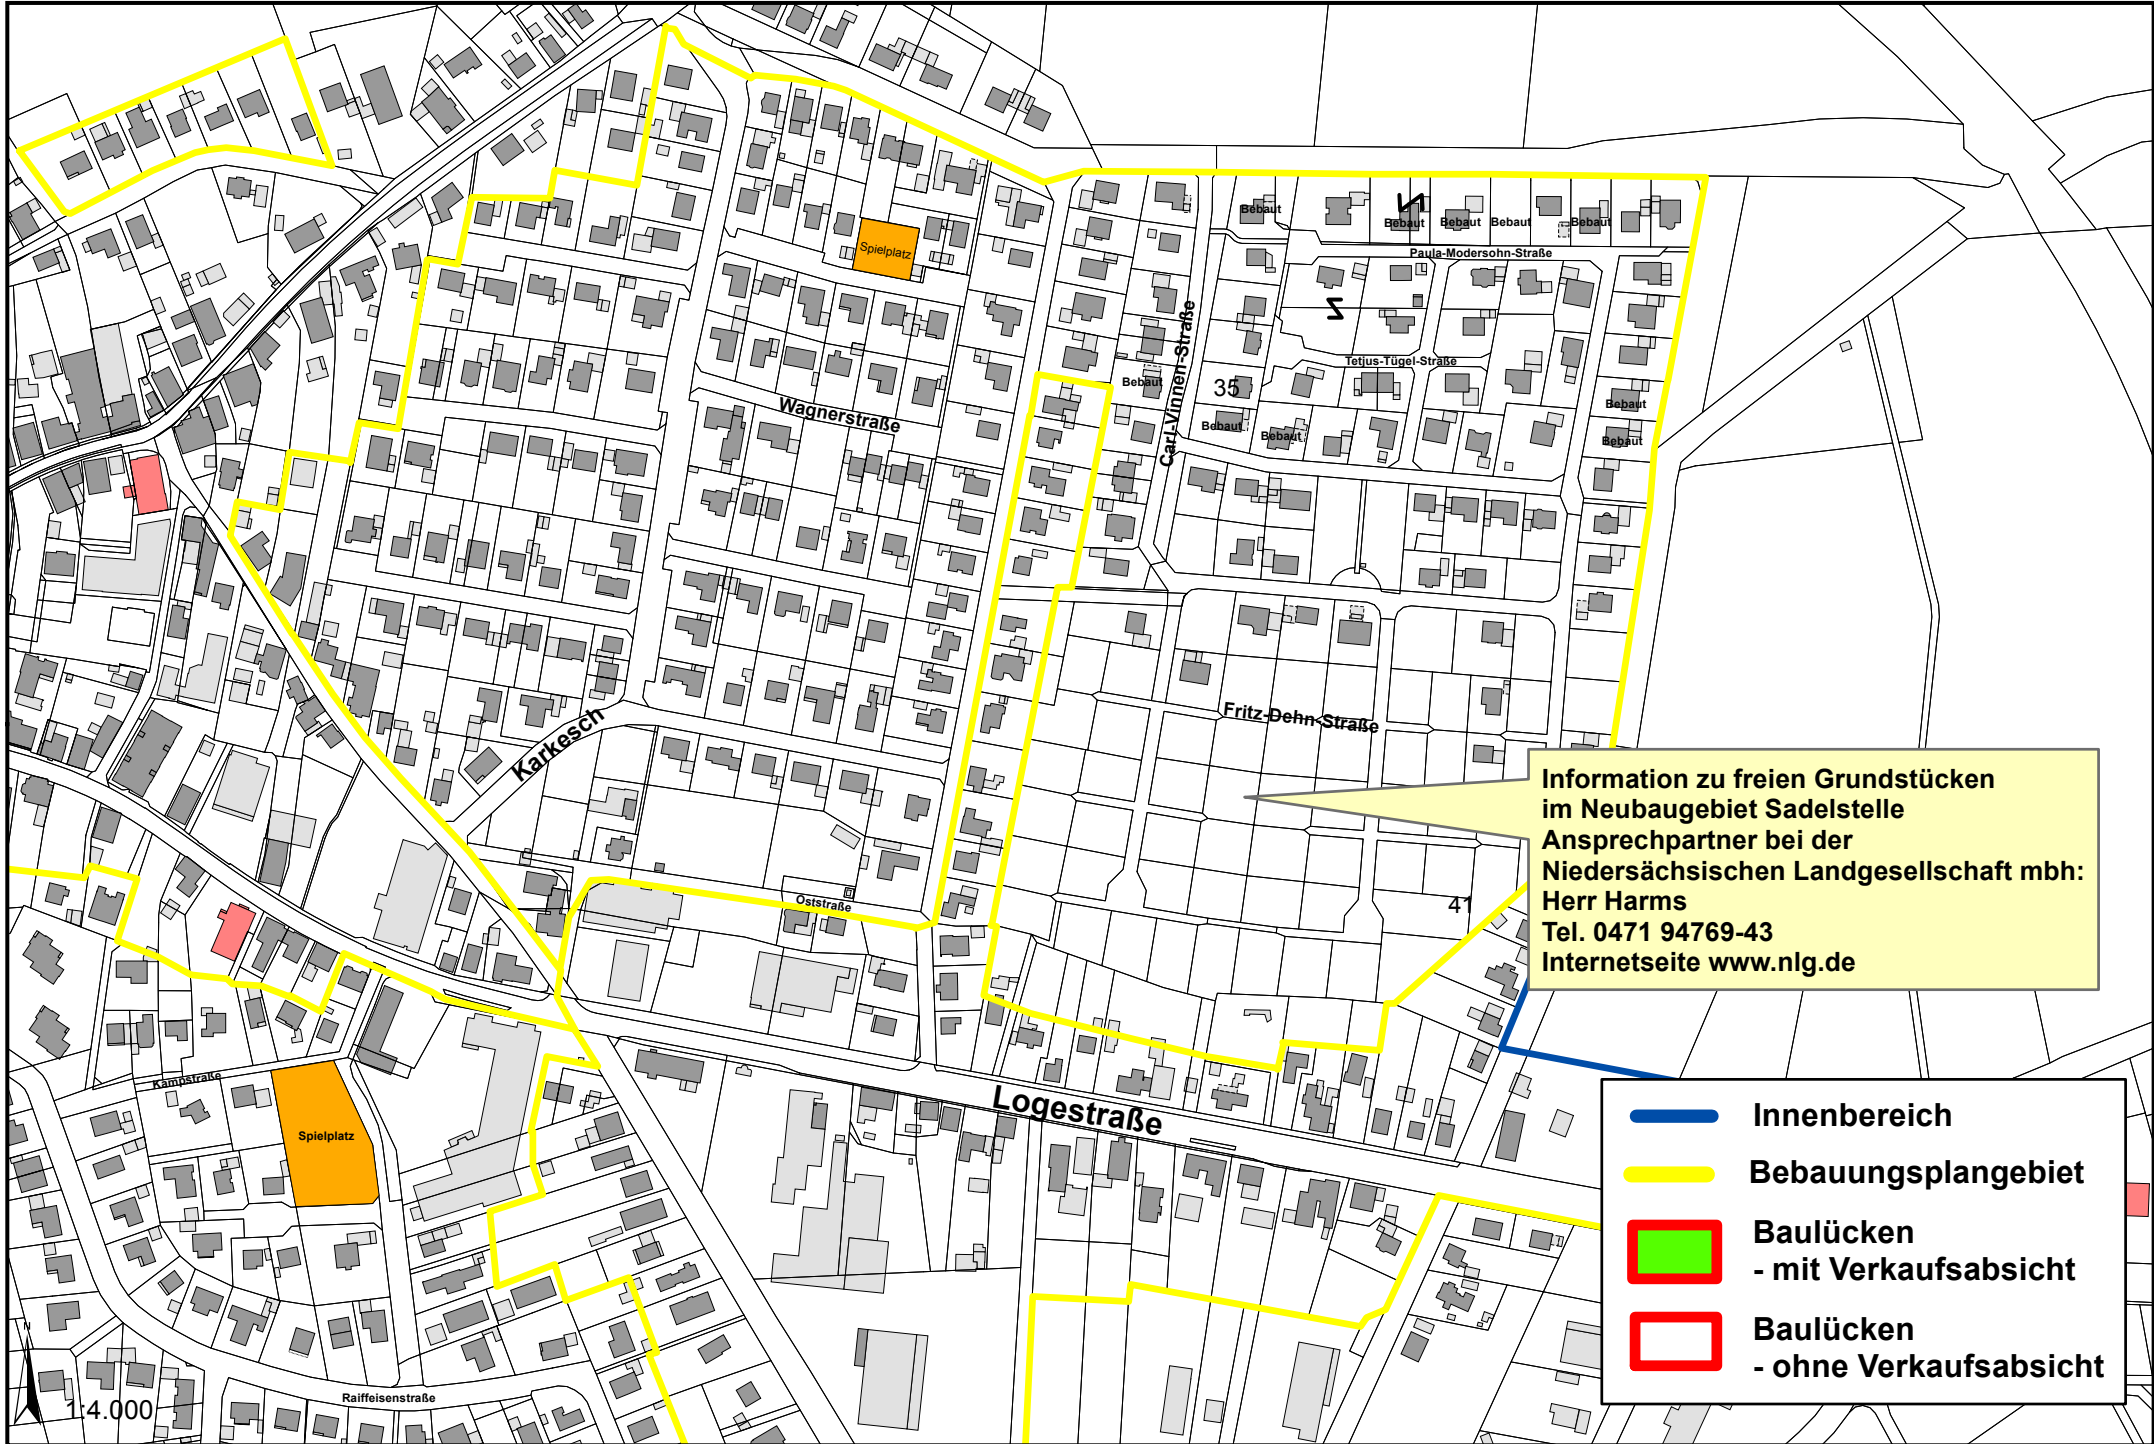 Bebaut
Bebaut
Bebaut
Bebaut
Bebaut
Paula-Modersohn-Straße
Spielplatz
Carl-Vinnen-Straße
Tetjus-Tügel-Straße
Bebaut
35
Wagnerstraße
Bebaut
Bebaut
Bebaut
Bebaut
Karkesch
Fritz-Dehn-Straße
Information zu freien Grundstücken
im Neubaugebiet Sadelstelle
Ansprechpartner bei der
Niedersächsischen Landgesellschaft mbh:
Herr Harms
Tel. 0471 94769-43
Internetseite www.nlg.de
Oststraße
41
Kampstraße
Logestraße
Spielplatz
Innenbereich
Bebauungsplangebiet
Baulücken
- mit Verkaufsabsicht
Baulücken
- ohne Verkaufsabsicht
N
Raiffeisenstraße
1:4.000